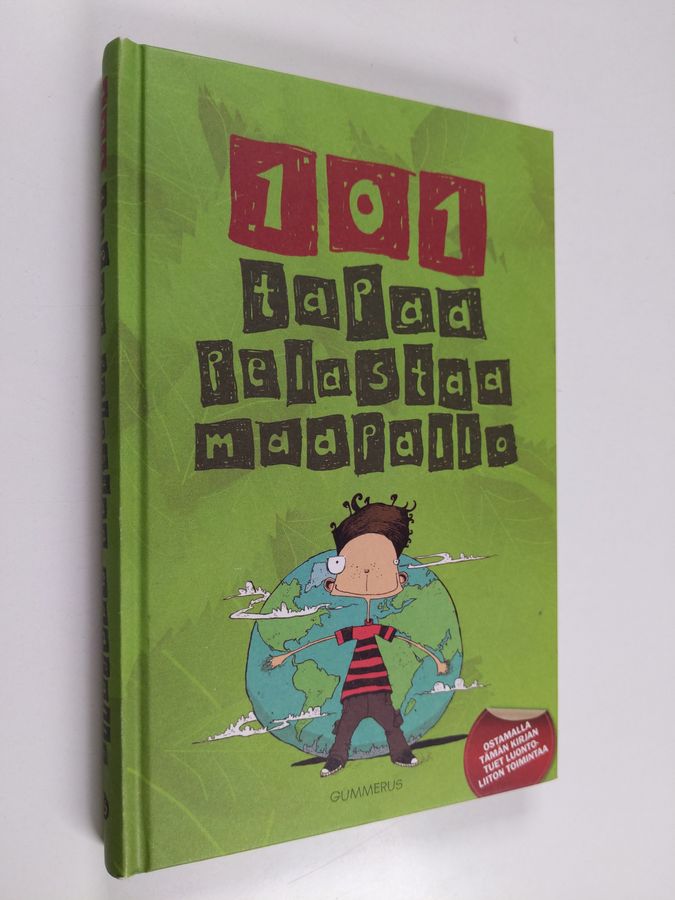 101
tapaa
pelastaa
maapallo
GUMMERUS
OSTAMALLA
TÄMÄN KIRJAN
TUET LUONTO-
LIITON TOIMINTAA